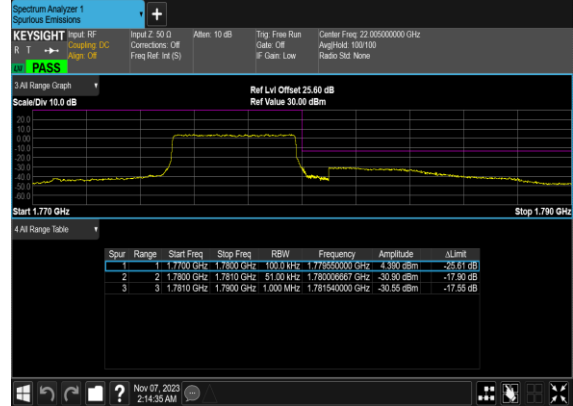 Spectrum Analyzer 1
Spurious Emissions
KEYSIGHT Input: RF
R T Coupling: DC
Align: Off
Input Z: 50 Ω
Corrections: Off
Freq Ref: Int (S)
Atten: 10 dB
Trig: Free Run
Gate: Off
IF Gain: Low
Center Freq: 22.005000000 GHz
Avg|Hold: 100/100
Radio Std: None
PASS
3 All Range Graph
Scale/Div 10.0 dB
Ref Lvl Offset 25.60 dB
Ref Value 30.00 dBm
20.0
10.0
0.00
-10.0
-20.0
-30.0
-40.0
-50.0
-60.0
Start 1.770 GHz
Stop 1.790 GHz
4 All Range Table
Spur Range Start Freq Stop Freq RBW Frequency Amplitude ΔLimit
1 1 1.7700 GHz 1.7800 GHz 100.0 kHz 1.779550000 GHz 4.390 dBm -25.61 dB
2 2 1.7800 GHz 1.7810 GHz 51.00 kHz 1.780006667 GHz -30.90 dBm -17.90 dB
3 3 1.7810 GHz 1.7900 GHz 1.000 MHz 1.781540000 GHz -30.55 dBm -17.55 dB
?
Nov 07, 2023
2:14:35 AM